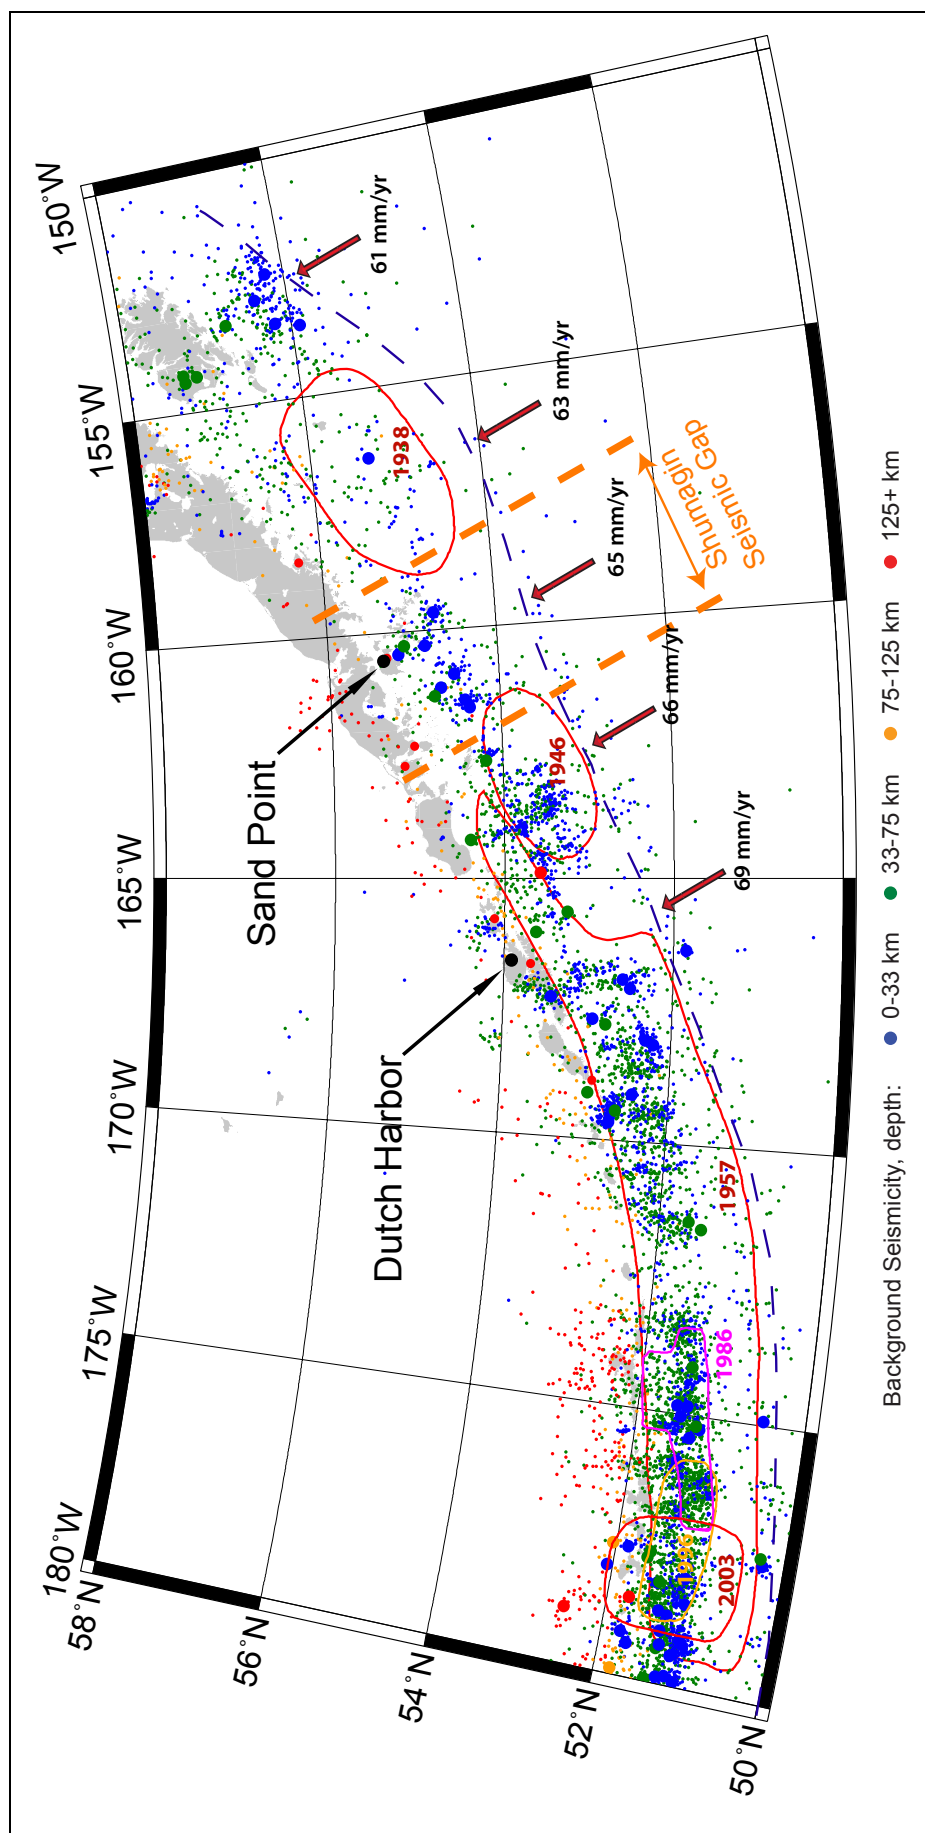 180°W
175°W
170°W
165°W
160°W
155°W
150°W
58°N
56°N
54°N
52°N
50°N
Dutch Harbor
Sand Point
2003
1996
1986
1957
1946
1938
69 mm/yr
66 mm/yr
65 mm/yr
63 mm/yr
61 mm/yr
Shumagin
Seismic Gap
Background Seismicity, depth: 0-33 km 33-75 km 75-125 km 125+ km